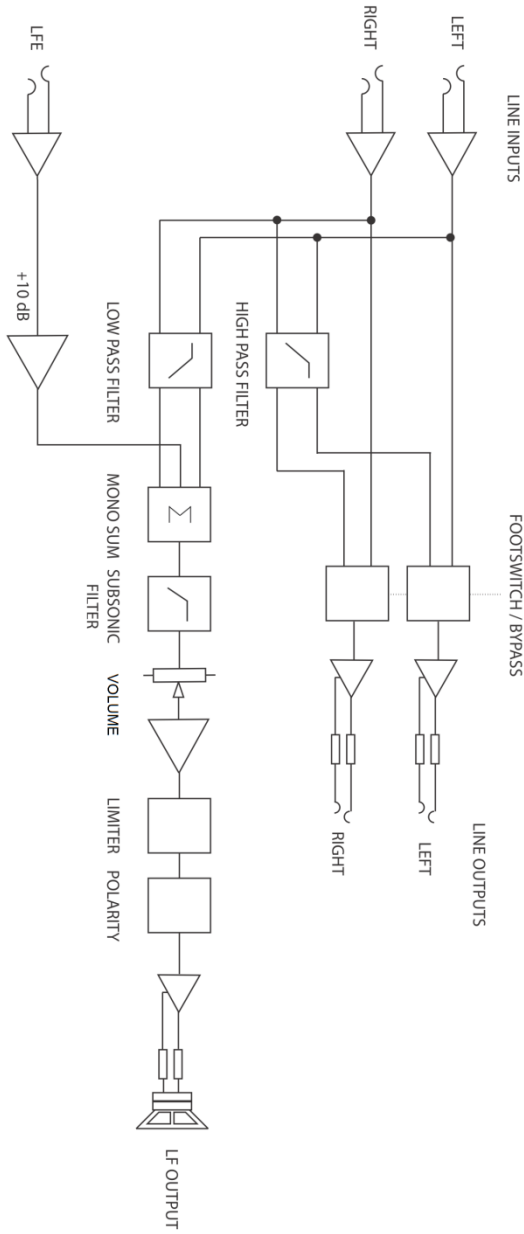 LINE INPUTS
LEFT
RIGHT
LFE
+10 dB
HIGH PASS FILTER
LOW PASS FILTER
FOOTSWITCH / BYPASS
MONO SUM
SUBSONIC
FILTER
VOLUME
LIMITER
POLARITY
LINE OUTPUTS
LEFT
RIGHT
LF OUTPUT